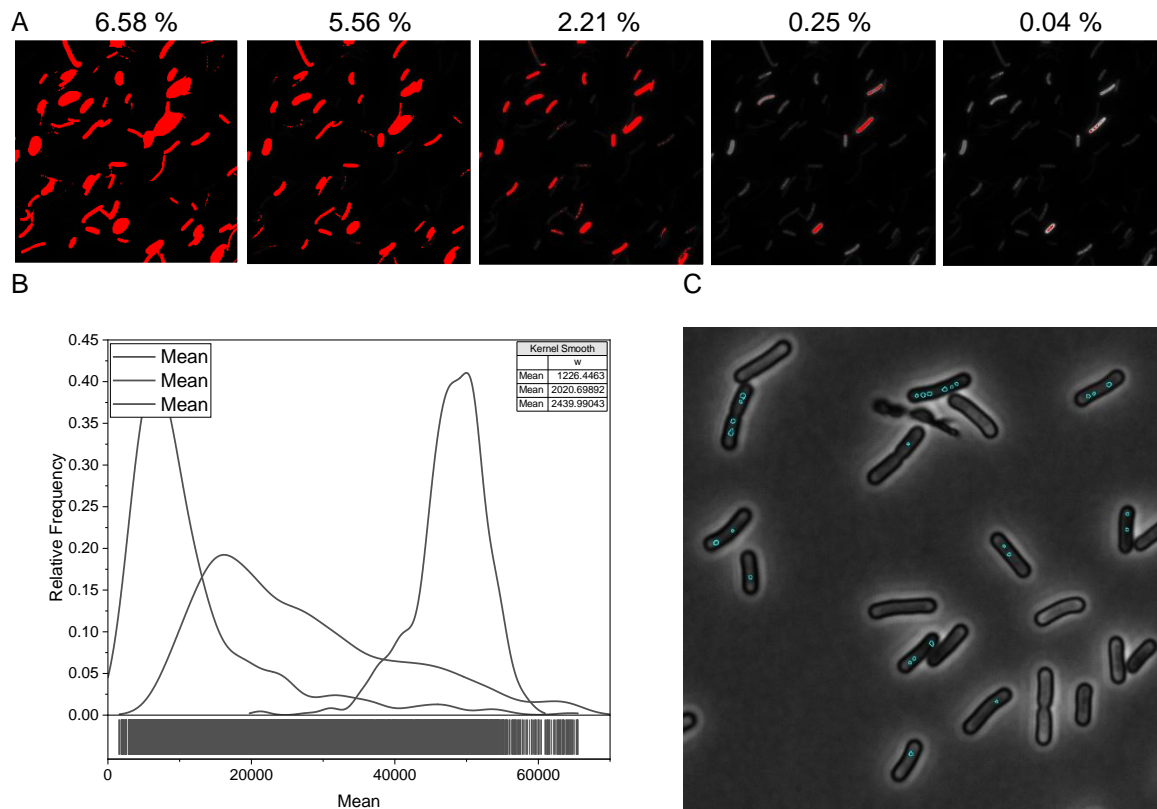 A
6.58 %
5.56 %
2.21 %
0.25 %
0.04 %
B
C
0.45
0.40
0.35
0.30
0.25
0.20
0.15
0.10
0.05
0.00
Relative Frequency
Mean
Mean
Mean
Kernel Smooth
w
Mean 1226.4463
Mean 2020.69892
Mean 2439.99043
0 20000 40000 60000
Mean